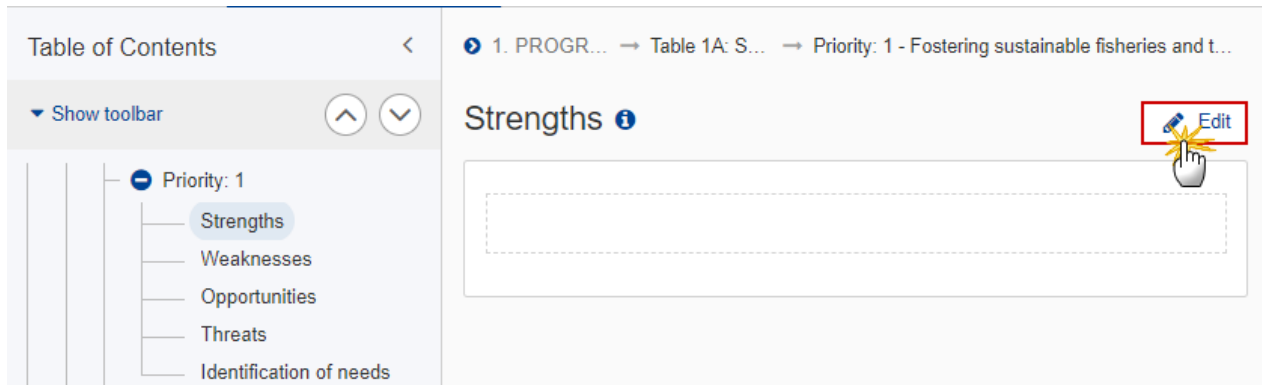 Table of Contents
Show toolbar
Priority: 1
Strengths
Weaknesses
Opportunities
Threats
Identification of needs
1. PROGR... → Table 1A: S... → Priority: 1 - Fostering sustainable fisheries and t...
Strengths
Edit